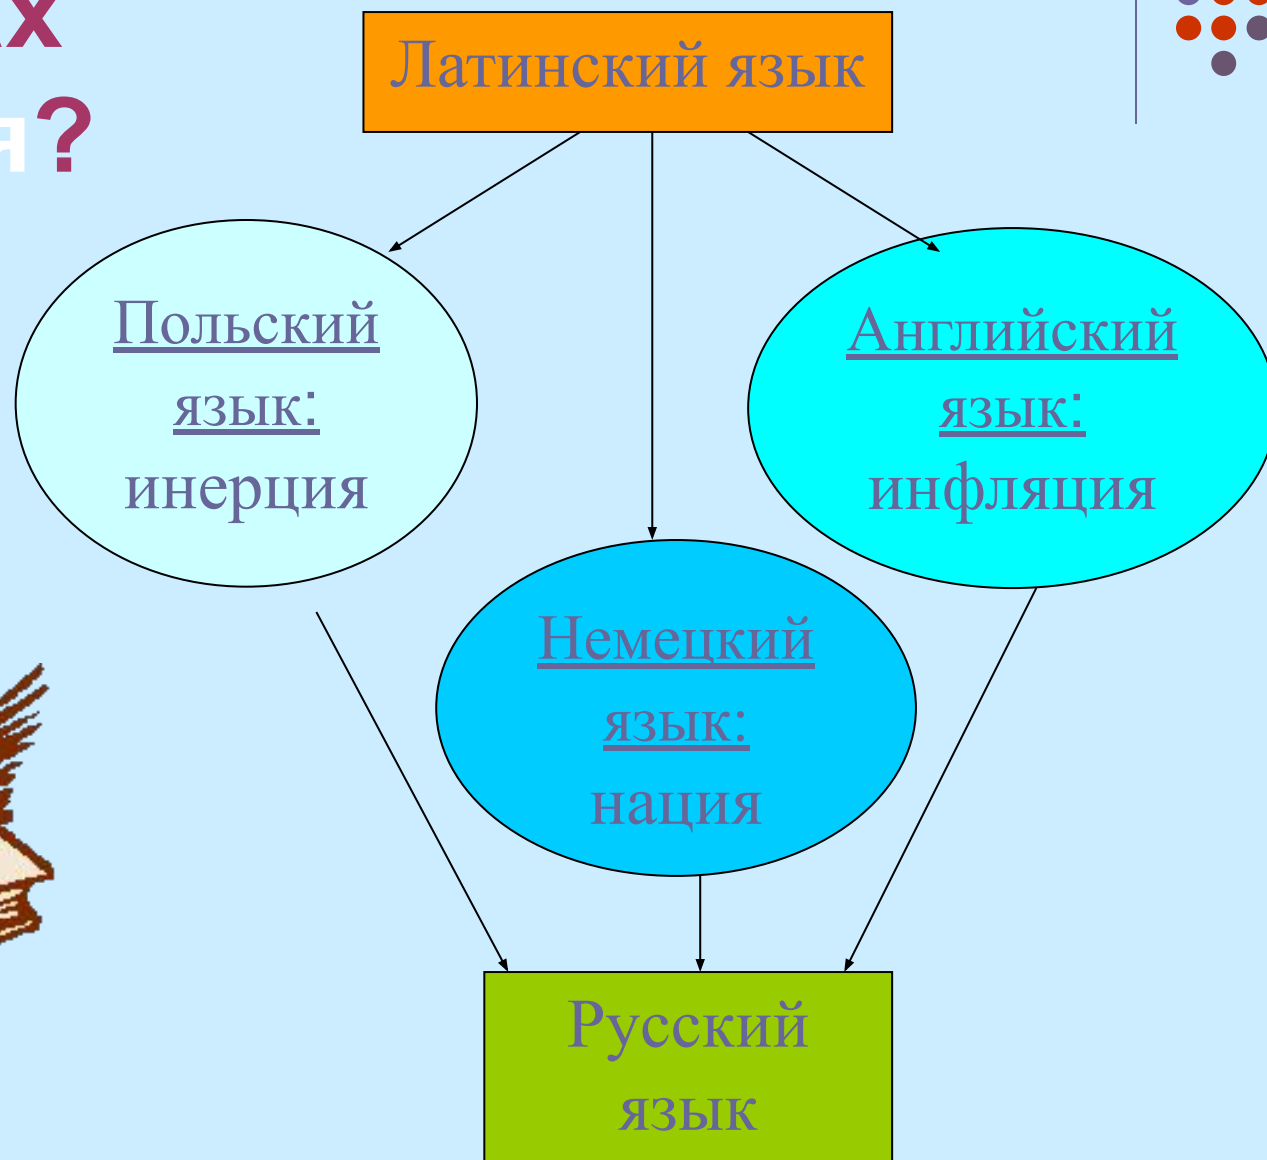 ?
Латинский язык
Польский
язык:
инерция
Английский
язык:
инфляция
Немецкий
язык:
нация
Русский
язык